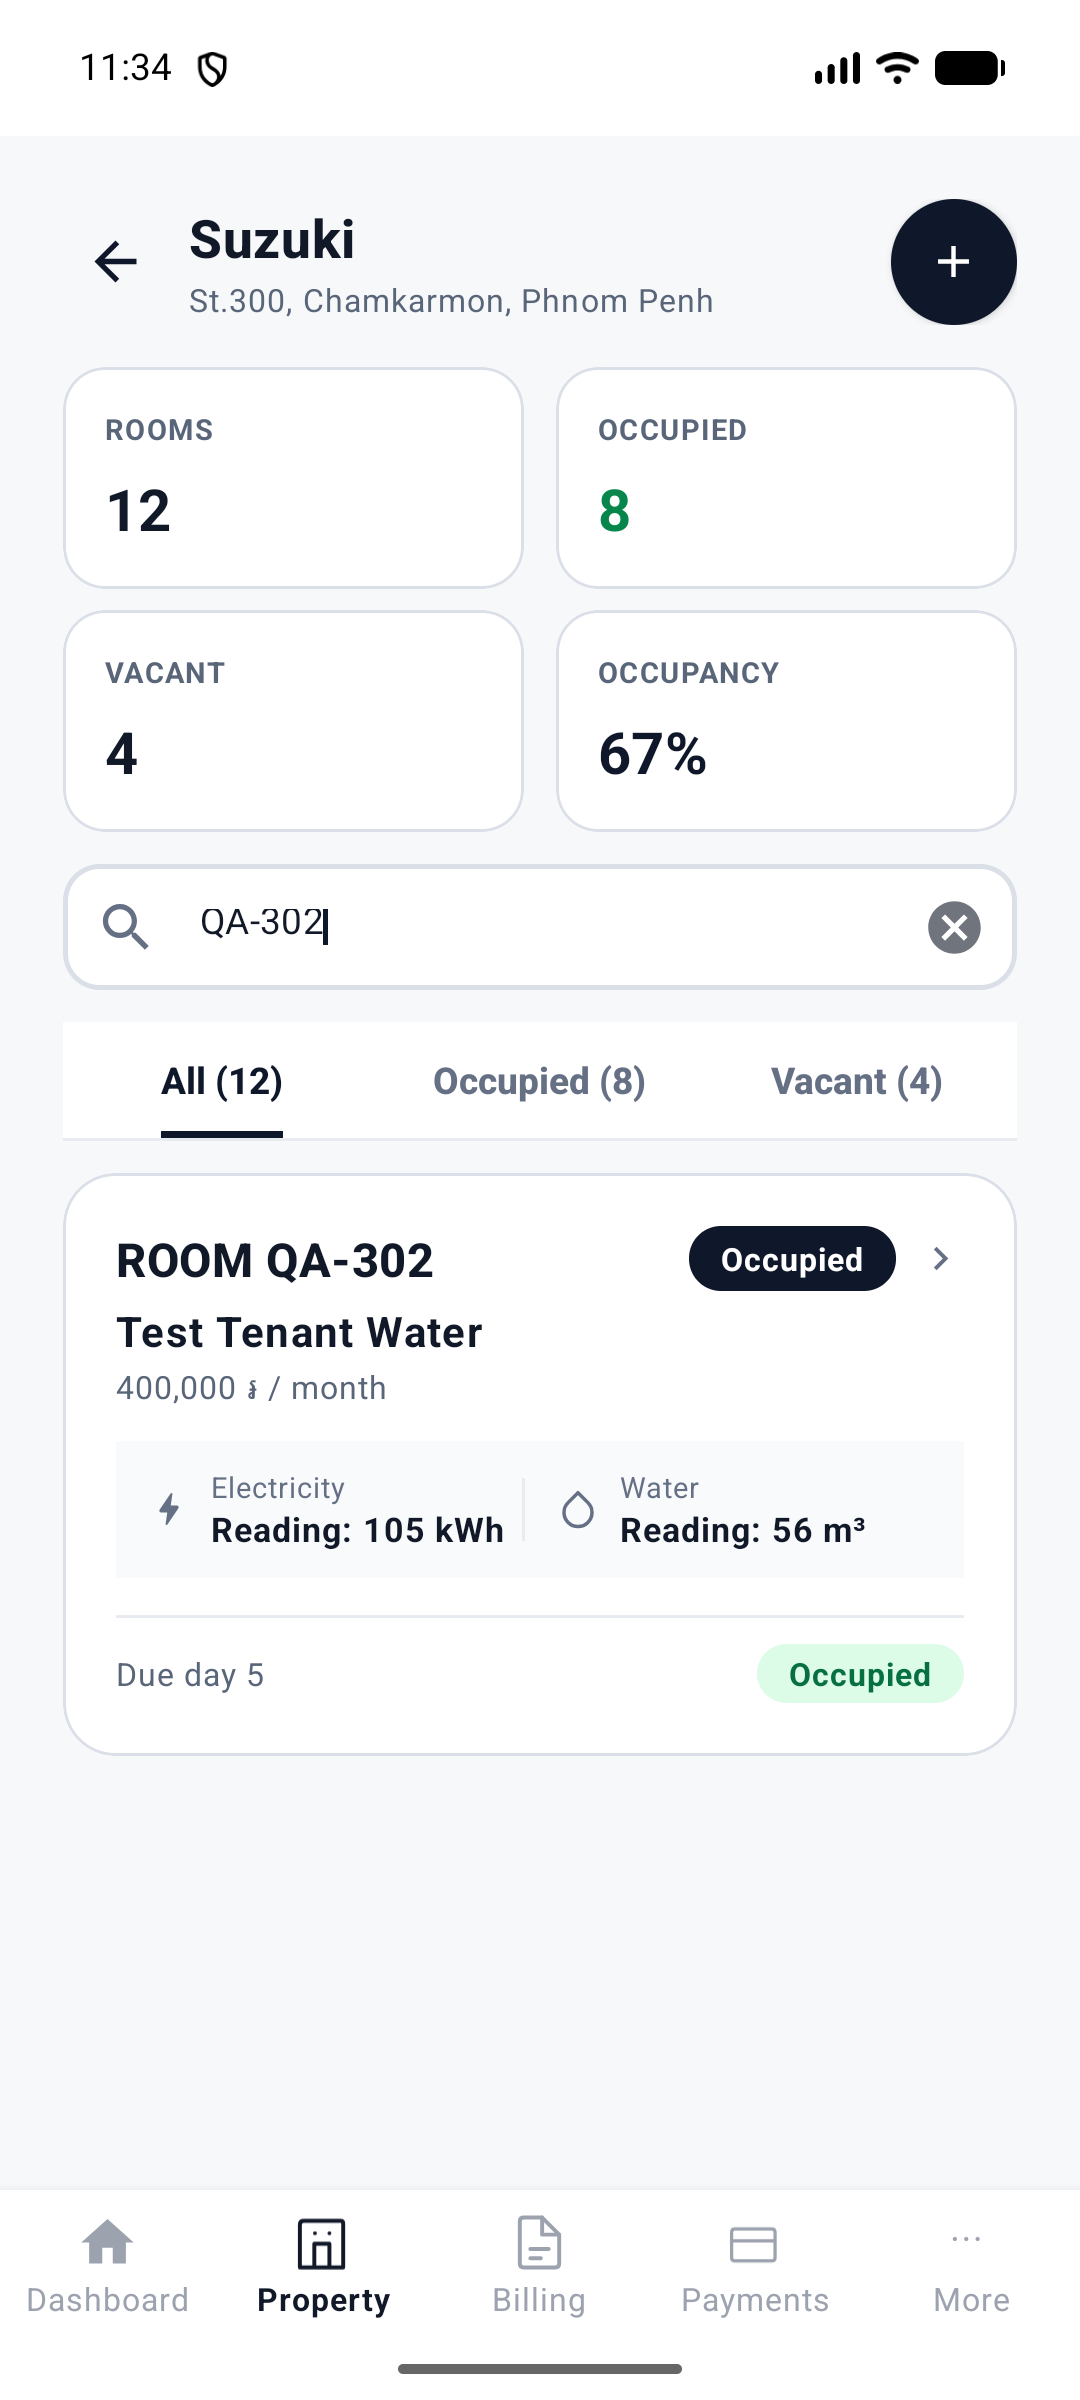 11:34
Suzuki
St.300, Chamkarmon, Phnom Penh
ROOMS
12
OCCUPIED
8
VACANT
4
OCCUPANCY
67%
QA-302
All (12)
Occupied (8)
Vacant (4)
ROOM QA-302
Occupied
Test Tenant Water
400,000 ៛ / month
Electricity
Reading: 105 kWh
Water
Reading: 56 m³
Due day 5
Occupied
Dashboard
Property
Billing
Payments
More